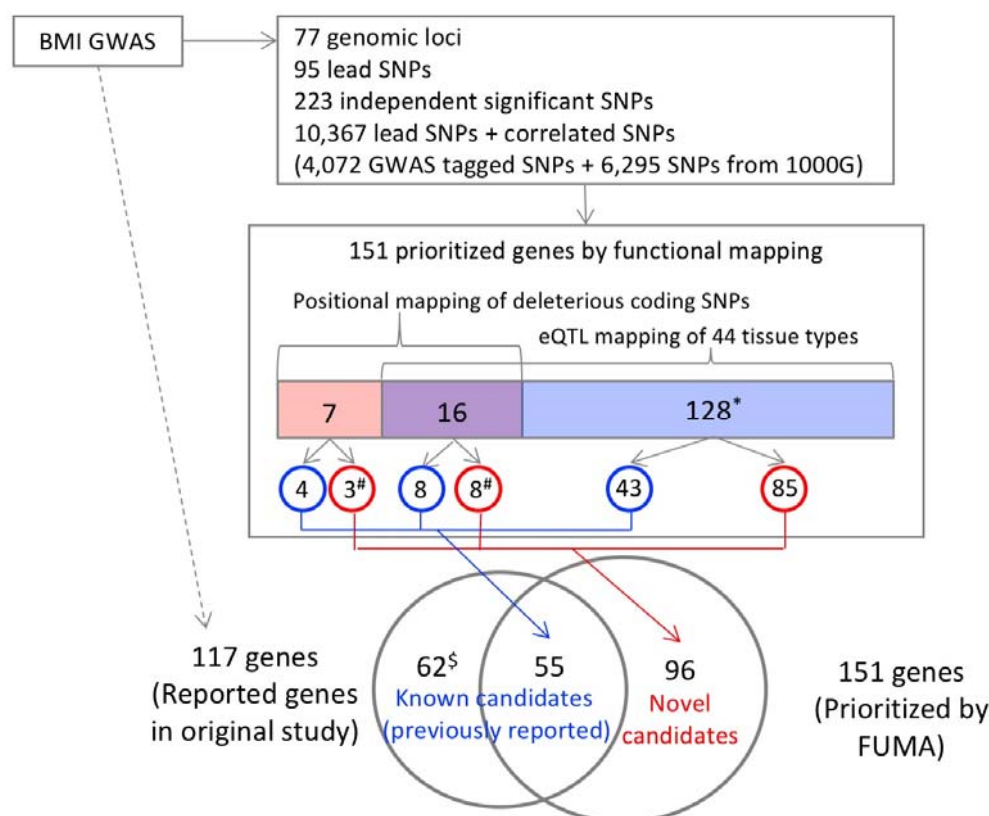 BMI GWAS
77 genomic loci
95 lead SNPs
223 independent significant SNPs
10,367 lead SNPs + correlated SNPs
(4,072 GWAS tagged SNPs + 6,295 SNPs from 1000G)
151 prioritized genes by functional mapping
Positional mapping of deleterious coding SNPs
eQTL mapping of 44 tissue types
7 16 128*
4 3# 8 8# 43 85
117 genes
(Reported genes
in original study)
62$ 55
Known candidates
(previously reported)
96
Novel
candidates
151 genes
(Prioritized by
FUMA)